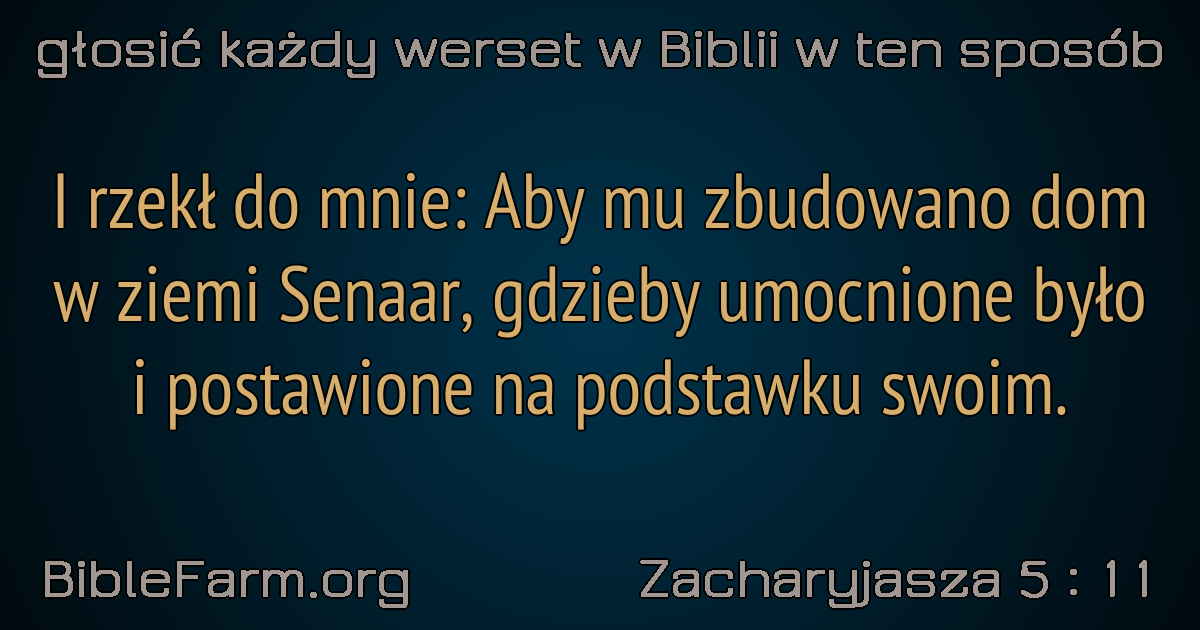 głosić każdy werset w Biblii w ten sposób
I rzekł do mnie: Aby mu zbudowano dom
w ziemi Senaar, gdzieby umocnione było
i postawione na podstawku swoim.
BibleFarm.org
Zacharyjasza 5 : 11